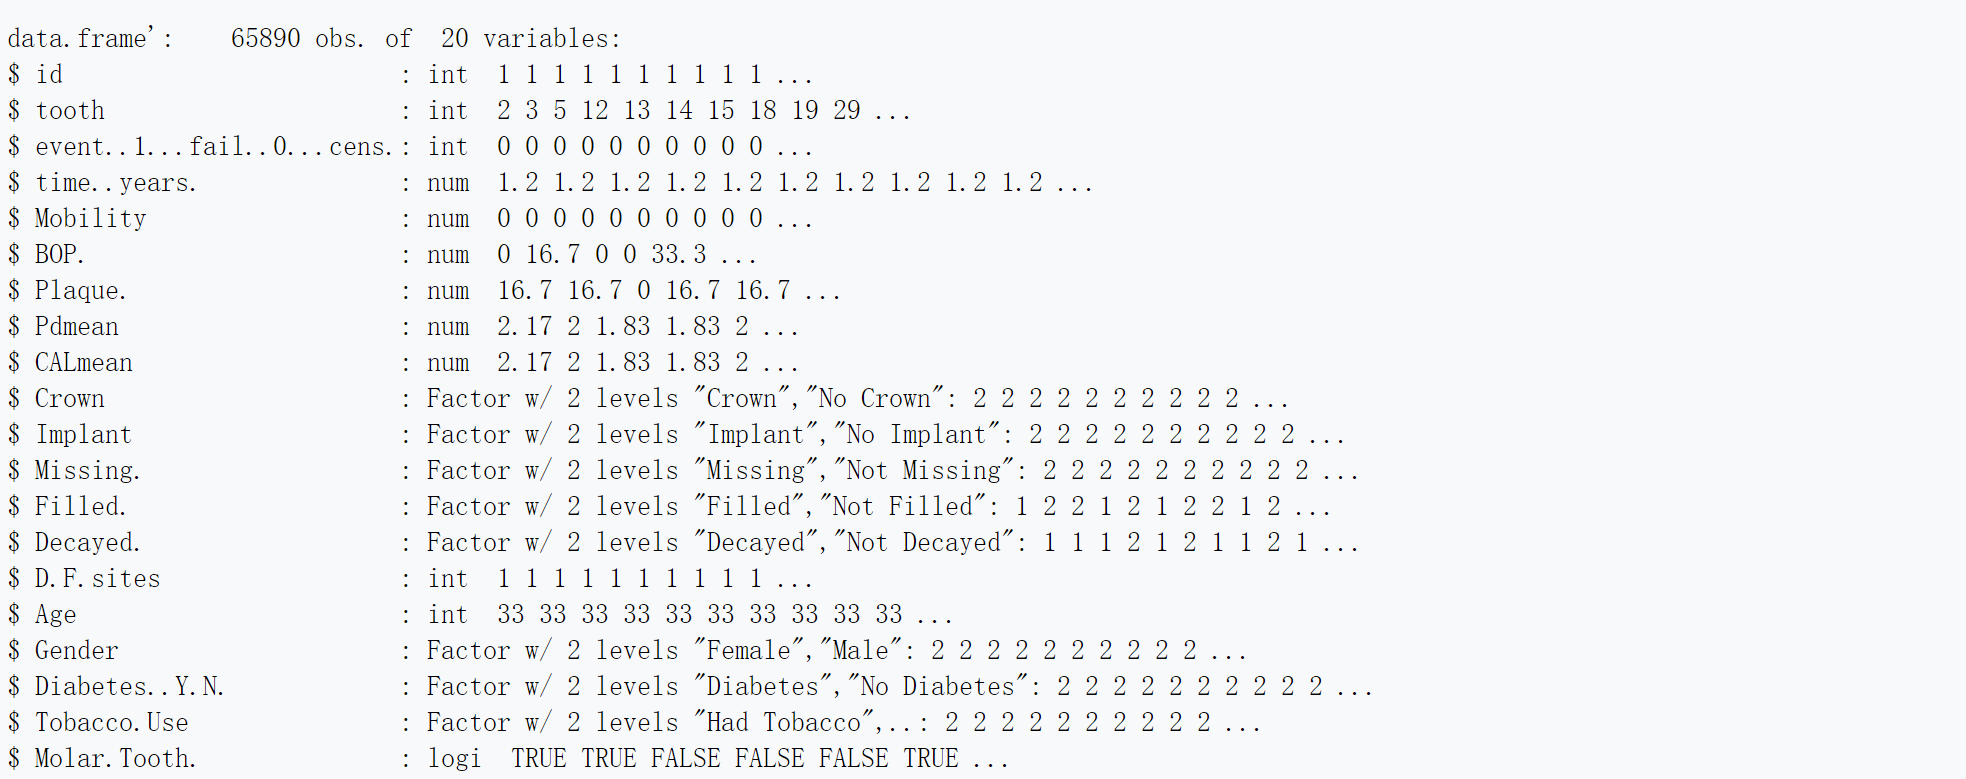 data.frame': 65890 obs. of 20 variables:
$ id : int 1 1 1 1 1 1 1 1 1 1 ...
$ tooth : int 2 3 5 12 13 14 15 18 19 29 ...
$ event..1...fail..0...cens.: int 0 0 0 0 0 0 0 0 0 0 ...
$ time..years. : num 1.2 1.2 1.2 1.2 1.2 1.2 1.2 1.2 1.2 1.2 ...
$ Mobility : num 0 0 0 0 0 0 0 0 0 0 ...
$ BOP. : num 0 16.7 0 0 33.3 ...
$ Plaque. : num 16.7 16.7 0 16.7 16.7 ...
$ Pdmean : num 2.17 2 1.83 1.83 2 ...
$ CALmean : num 2.17 2 1.83 1.83 2 ...
$ Crown : Factor w/ 2 levels "Crown","No Crown": 2 2 2 2 2 2 2 2 2 2 ...
$ Implant : Factor w/ 2 levels "Implant","No Implant": 2 2 2 2 2 2 2 2 2 2 ...
$ Missing. : Factor w/ 2 levels "Missing","Not Missing": 2 2 2 2 2 2 2 2 2 2 ...
$ Filled. : Factor w/ 2 levels "Filled","Not Filled": 1 2 2 1 2 1 2 2 1 2 ...
$ Decayed. : Factor w/ 2 levels "Decayed","Not Decayed": 1 1 1 2 1 2 1 1 2 1 ...
$ D.F.sites : int 1 1 1 1 1 1 1 1 1 1 ...
$ Age : int 33 33 33 33 33 33 33 33 33 33 ...
$ Gender : Factor w/ 2 levels "Female","Male": 2 2 2 2 2 2 2 2 2 2 ...
$ Diabetes..Y.N. : Factor w/ 2 levels "Diabetes","No Diabetes": 2 2 2 2 2 2 2 2 2 2 ...
$ Tobacco.Use : Factor w/ 2 levels "Had Tobacco",..: 2 2 2 2 2 2 2 2 2 2 ...
$ Molar.Tooth. : logi TRUE TRUE FALSE FALSE FALSE TRUE ...